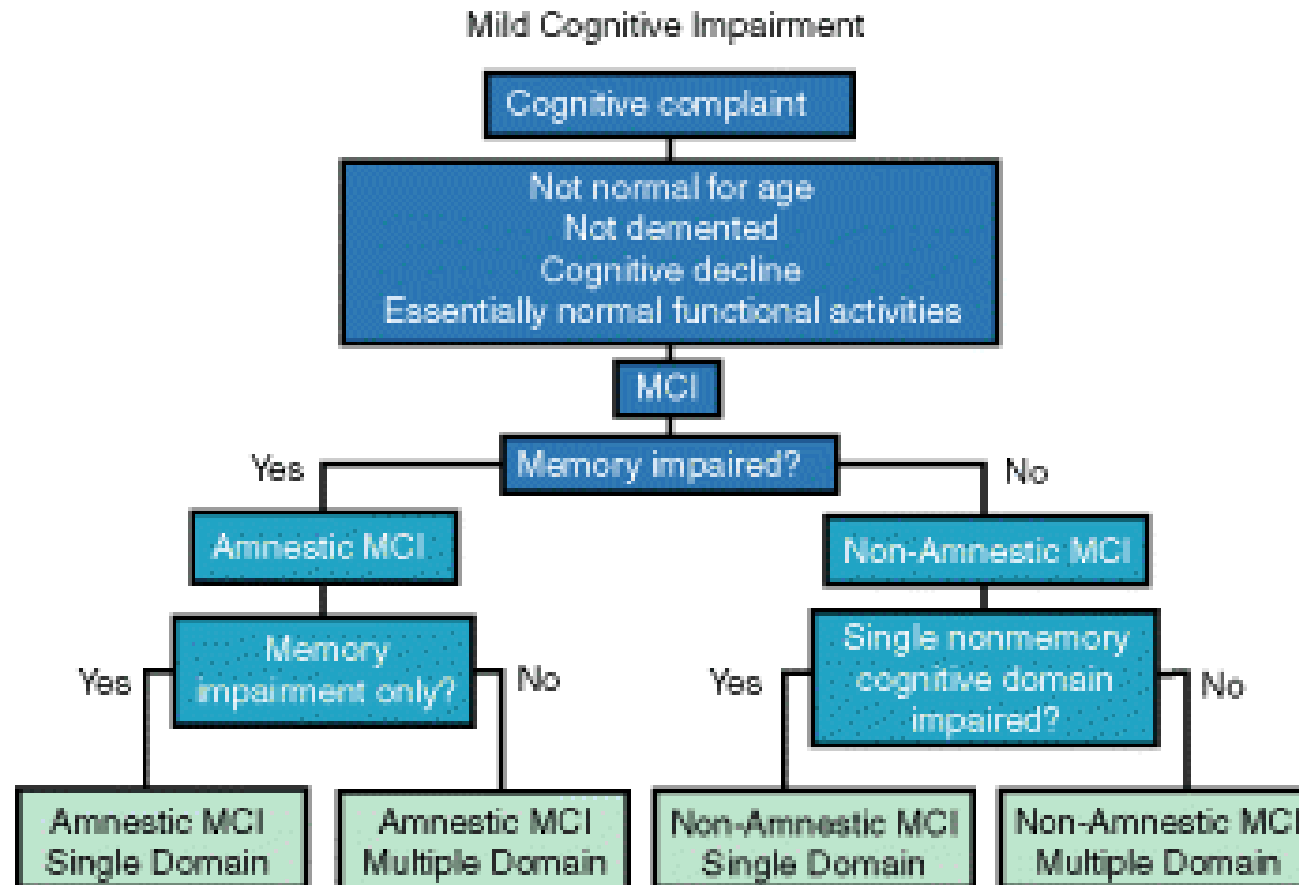 Mild Cognitive Impairment
Cognitive complaint
Not normal for age
Not demented
Cognitive decline
Essentially normal functional activities
MCI
Yes
Memory impaired?
No
Amnestic MCI
Non-Amnestic MCI
Yes
Memory
impairment only?
No
Yes
Single nonmemory
cognitive domain
impaired?
No
Amnestic MCI
Single Domain
Amnestic MCI
Multiple Domain
Non-Amnestic MCI
Single Domain
Non-Amnestic MCI
Multiple Domain